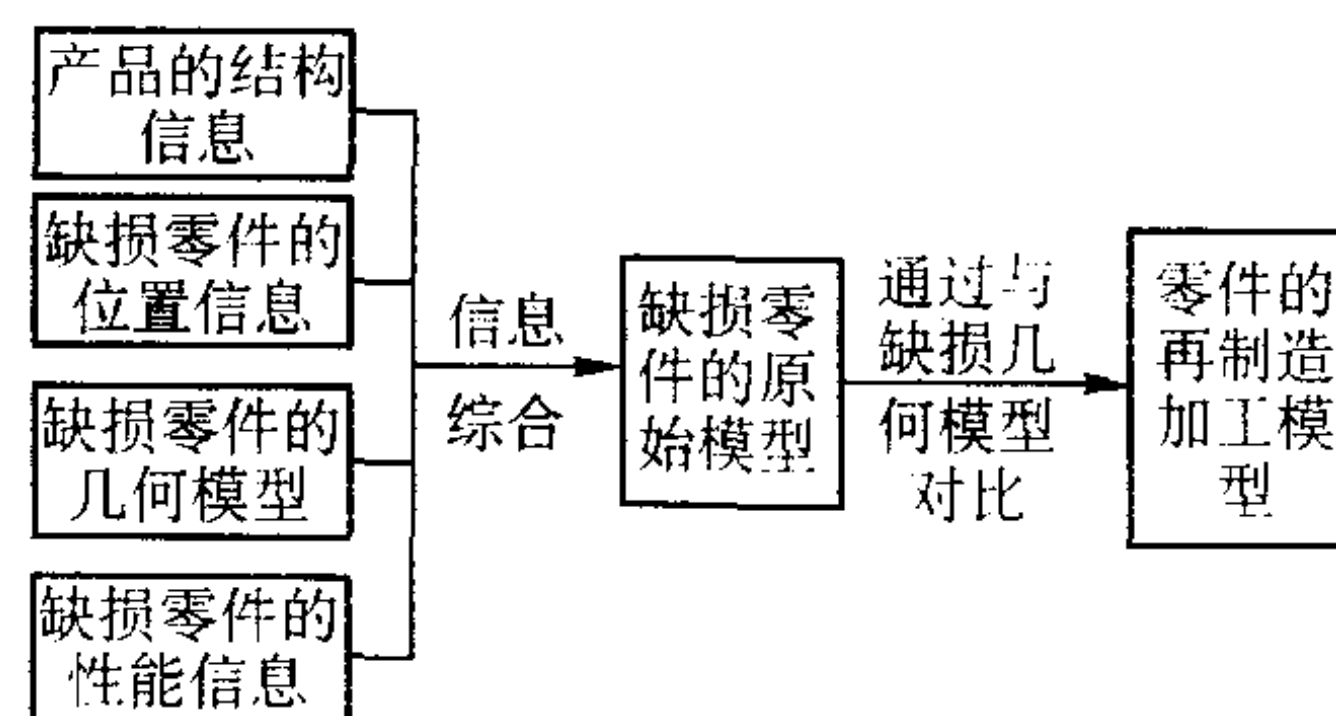 产品的结构
信息
缺损零件的
位置信息
缺损零件的
几何模型
缺损零件的
性能信息
信息
综合
缺损零
件的原
始模型
通过与
缺损几
何模型
对比
零件的
再制造
加工模
型